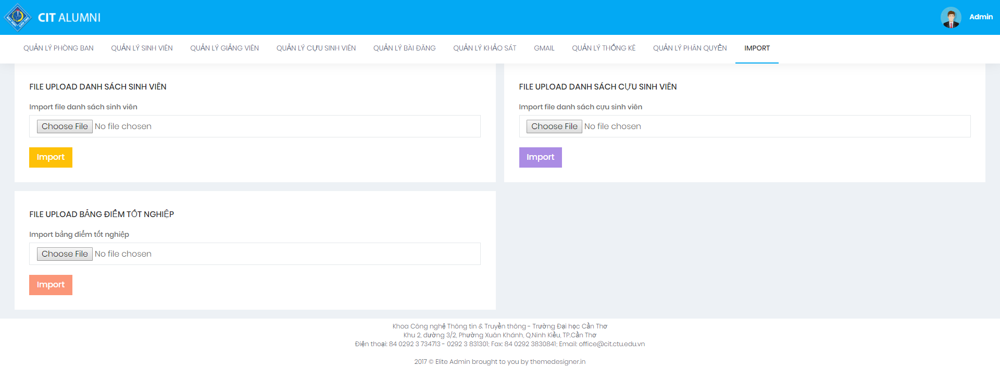 ĐẠI HỌC CẦN THƠ
CIT ALUMNI
Admin
QUẢN LÝ PHÒNG BAN QUẢN LÝ SINH VIÊN QUẢN LÝ GIẢNG VIÊN QUẢN LÝ CỰU SINH VIÊN QUẢN LÝ BÀI ĐĂNG QUẢN LÝ KHẢO SÁT GMAIL QUẢN LÝ THỐNG KÊ QUẢN LÝ PHÂN QUYỀN IMPORT
FILE UPLOAD DANH SÁCH SINH VIÊN
Import file danh sách sinh viên
Choose File No file chosen
Import
FILE UPLOAD DANH SÁCH CỰU SINH VIÊN
Import file danh sách cựu sinh viên
Choose File No file chosen
Import
FILE UPLOAD BẢNG ĐIỂM TỐT NGHIỆP
Import bảng điểm tốt nghiệp
Choose File No file chosen
Import
Khoa Công nghệ Thông tin & Truyền thông - Trường Đại học Cần Thơ
Khu 2, đường 3/2, Phường Xuân Khánh, Q.Ninh Kiều, TP.Cần Thơ
Điện thoại: 84 0292 3 734713 - 0292 3 831301; Fax: 84 0292 3830841; Email: office@cit.ctu.edu.vn
2017 © Elite Admin brought to you by themedesigner.in